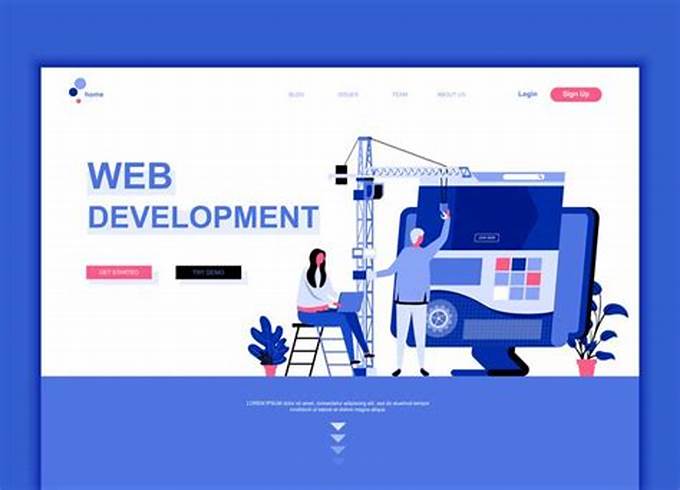 home
BLOG
ISSUES
TEAM
ABOUT US
Login
Sign Up
WEB
DEVELOPMENT
GET STARTED
TRY DEMO
LOREM IPSUM dolor sit amet, consectetur adipiscing elit, sed do eiusmod tempor
incididunt ut labore et dolore magna aliqua.